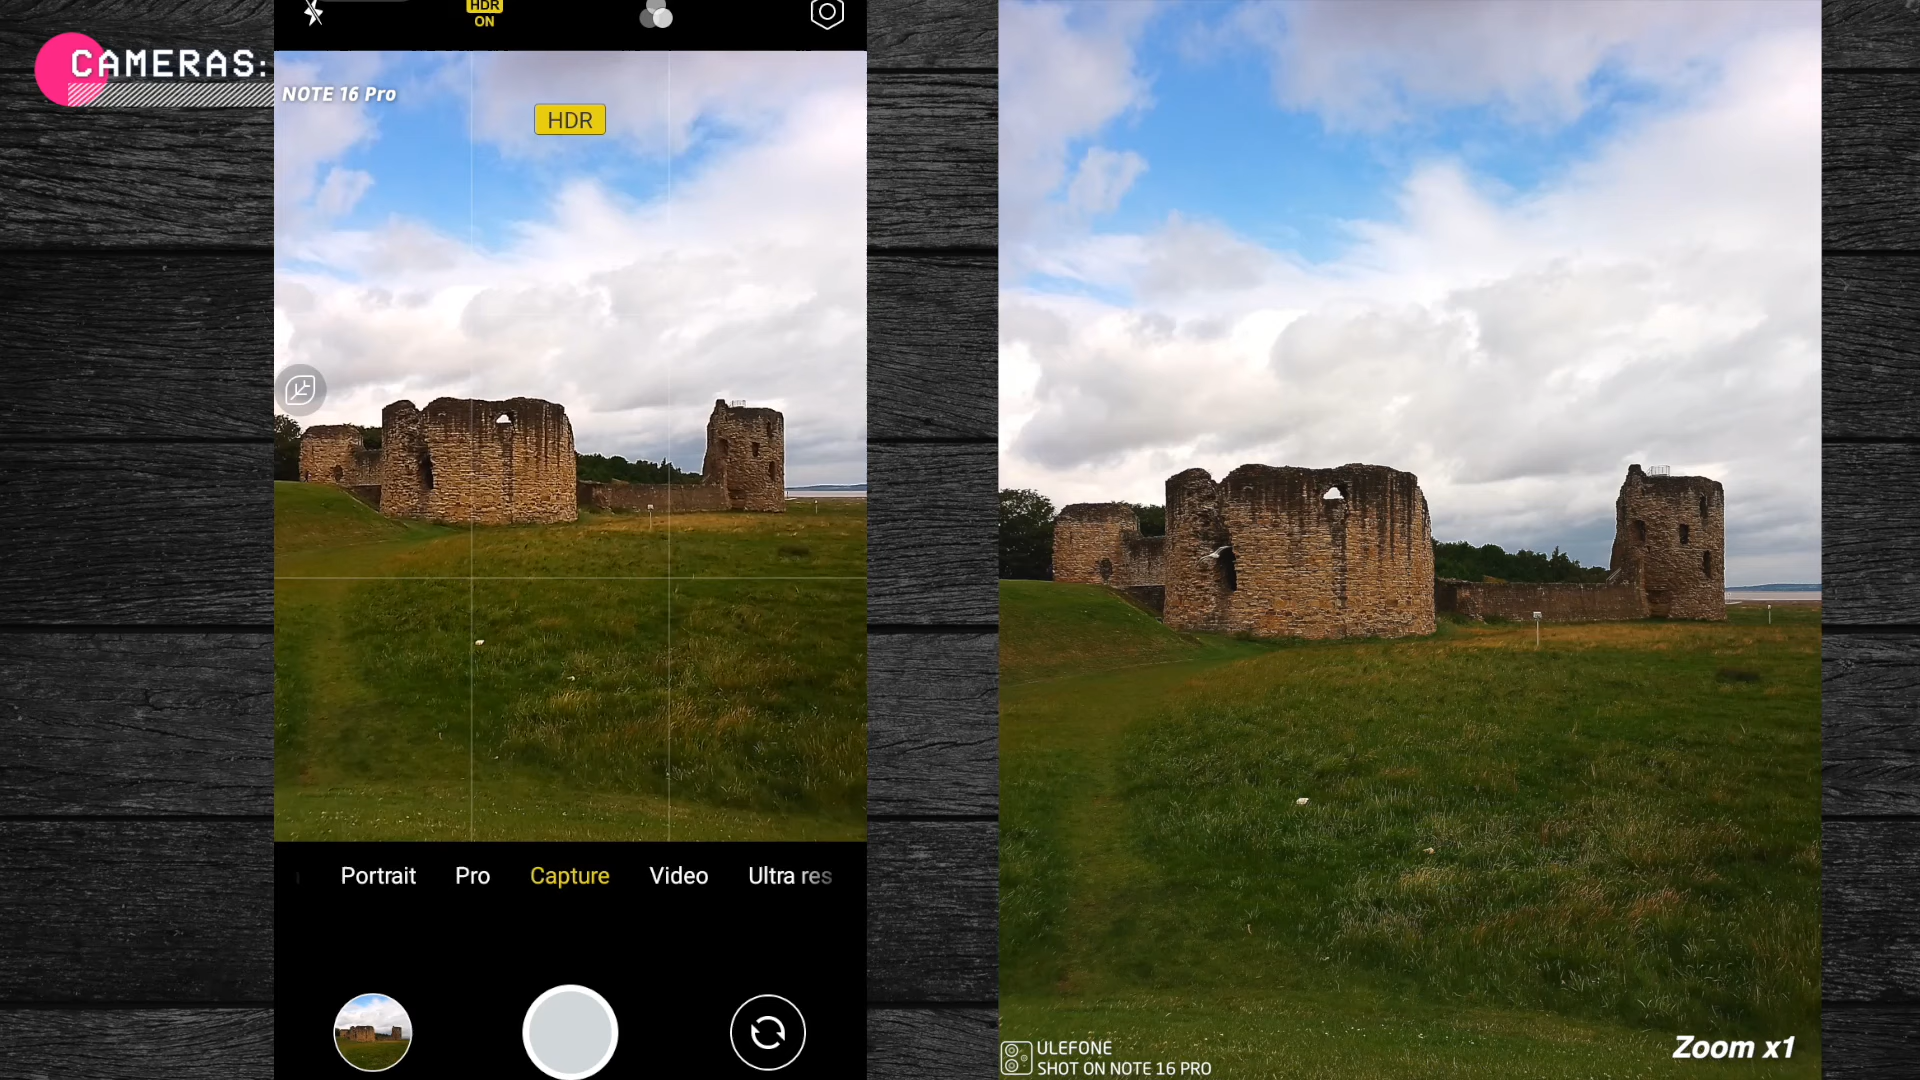 CAMERAS:
HDR
ON
NOTE 16 Pro
HDR
Portrait Pro Capture Video Ultra res
ULEFONE
SHOT ON NOTE 16 PRO
Zoom x1